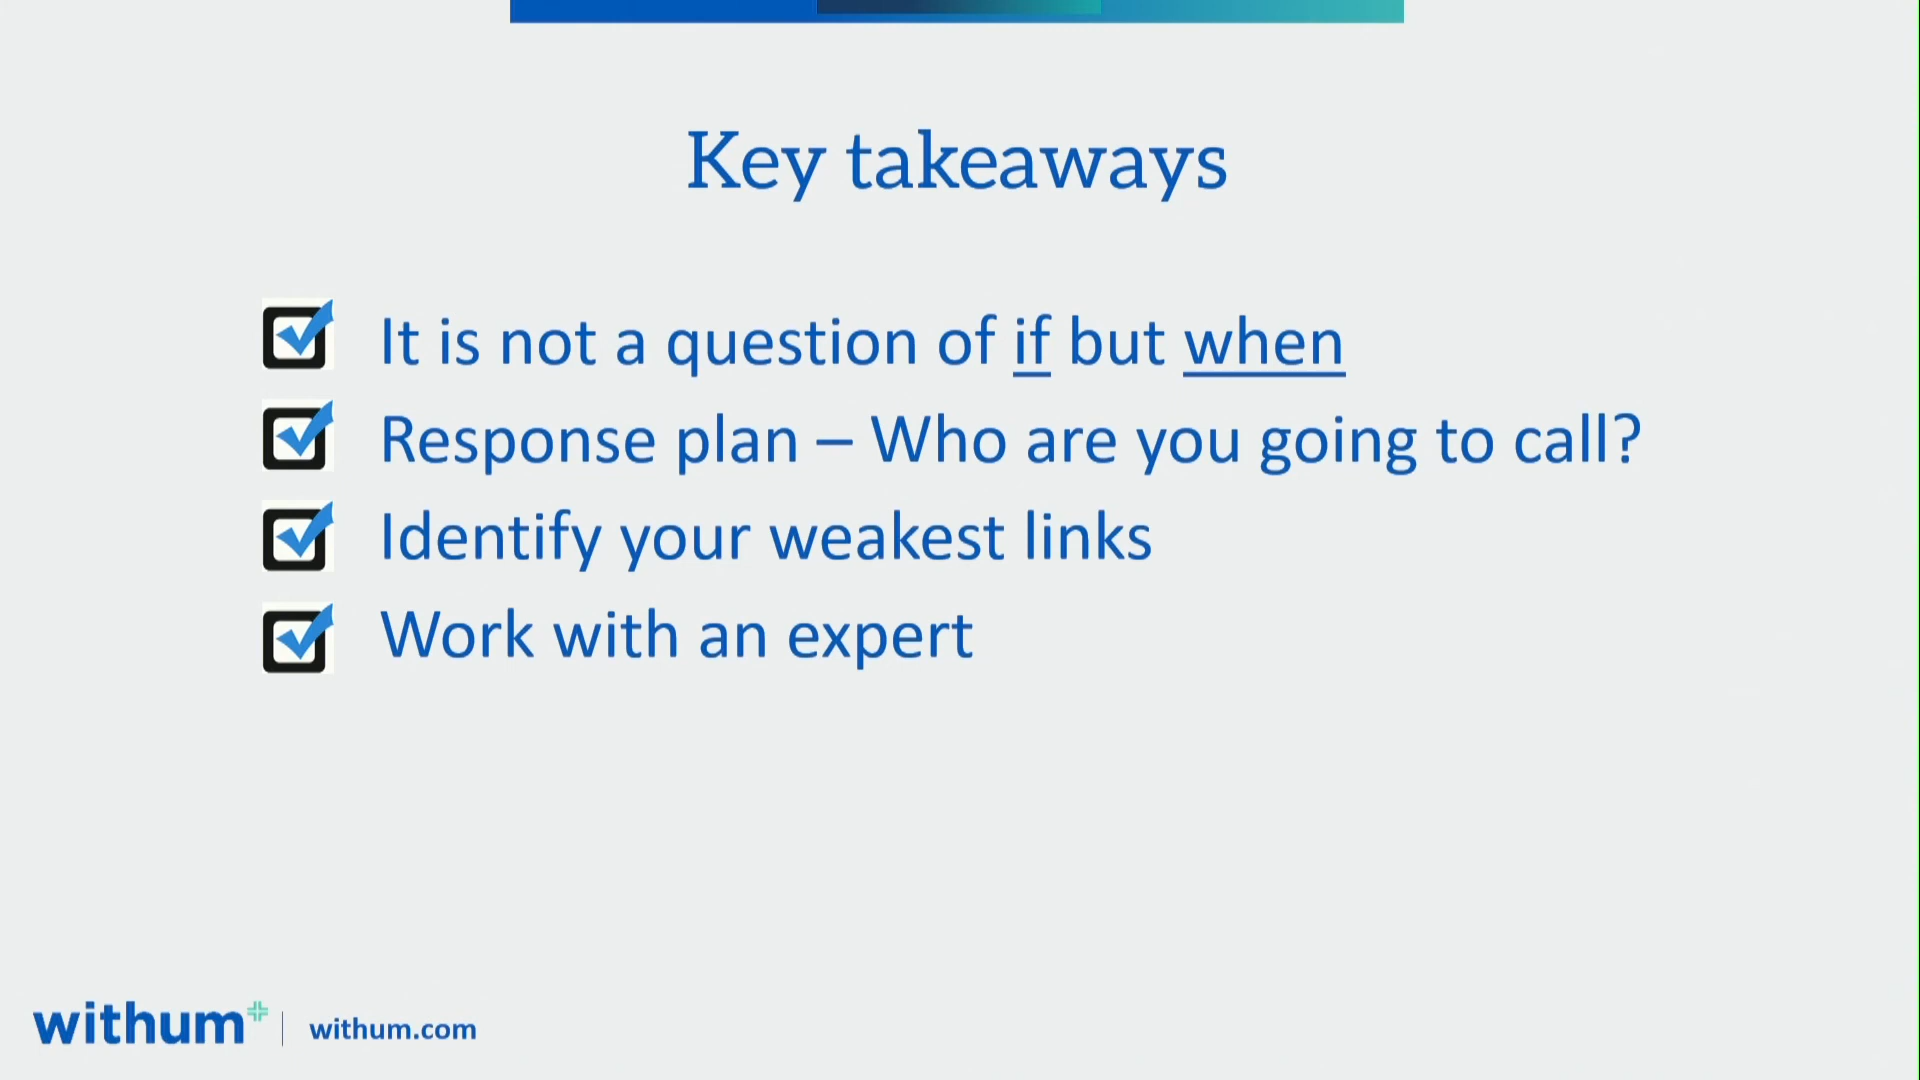 Key takeaways
It is not a question of if but when
Response plan – Who are you going to call?
Identify your weakest links
Work with an expert
withum
withum.com